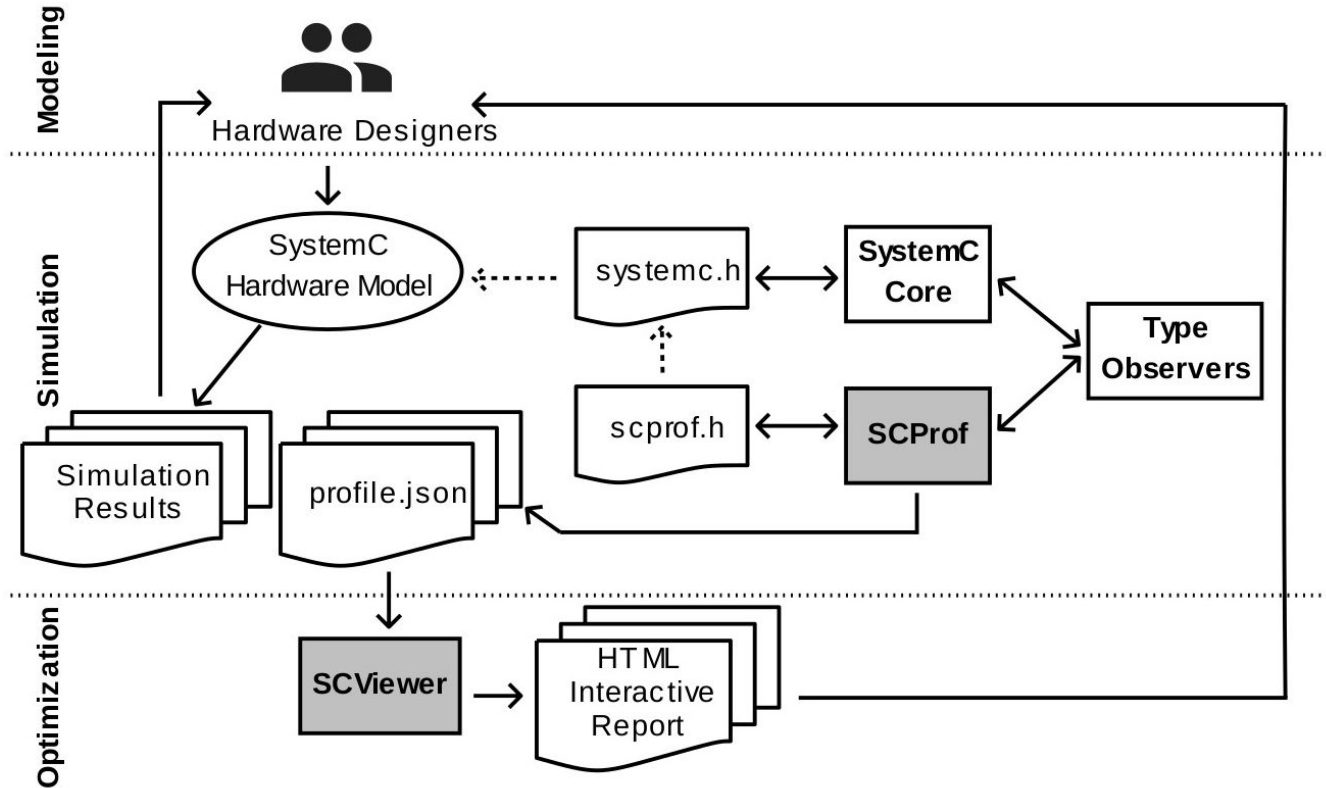 Modeling
Hardware Designers
Simulation
SystemC
Hardware Model
systemc.h
SystemC
Core
Type
Observers
scprof.h
SCProf
Simulation
Results
profile.json
Optimization
SCViewer
HTML
Interactive
Report